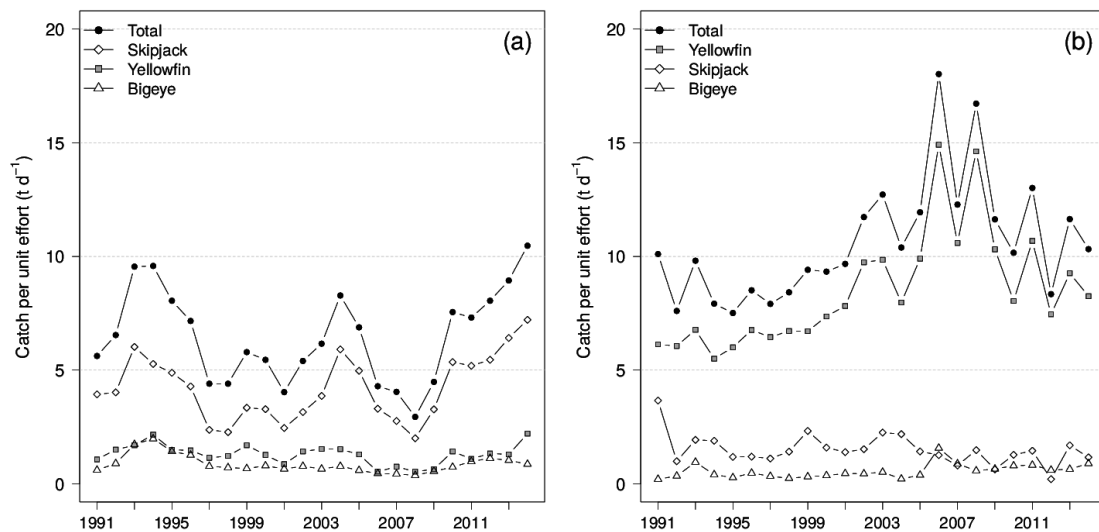 (a)
Total
Skipjack
Yellowfin
Bigeye
Catch per unit effort (t d⁻¹)
20
15
10
5
0
1991 1995 1999 2003 2007 2011
(b)
Total
Yellowfin
Skipjack
Bigeye
Catch per unit effort (t d⁻¹)
20
15
10
5
0
1991 1995 1999 2003 2007 2011